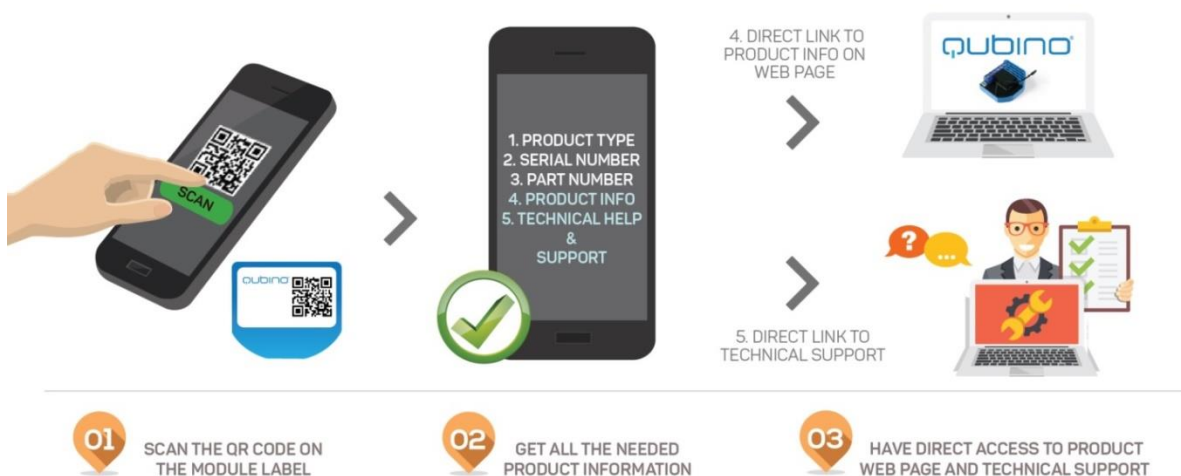 SCAN
QUBINO
1. PRODUCT TYPE
2. SERIAL NUMBER
3. PART NUMBER
4. PRODUCT INFO
5. TECHNICAL HELP
&
SUPPORT
4. DIRECT LINK TO
PRODUCT INFO ON
WEB PAGE
QUBINO®
?
...
5. DIRECT LINK TO
TECHNICAL SUPPORT
01
SCAN THE QR CODE ON
THE MODULE LABEL
02
GET ALL THE NEEDED
PRODUCT INFORMATION
03
HAVE DIRECT ACCESS TO PRODUCT
WEB PAGE AND TECHNICAL SUPPORT